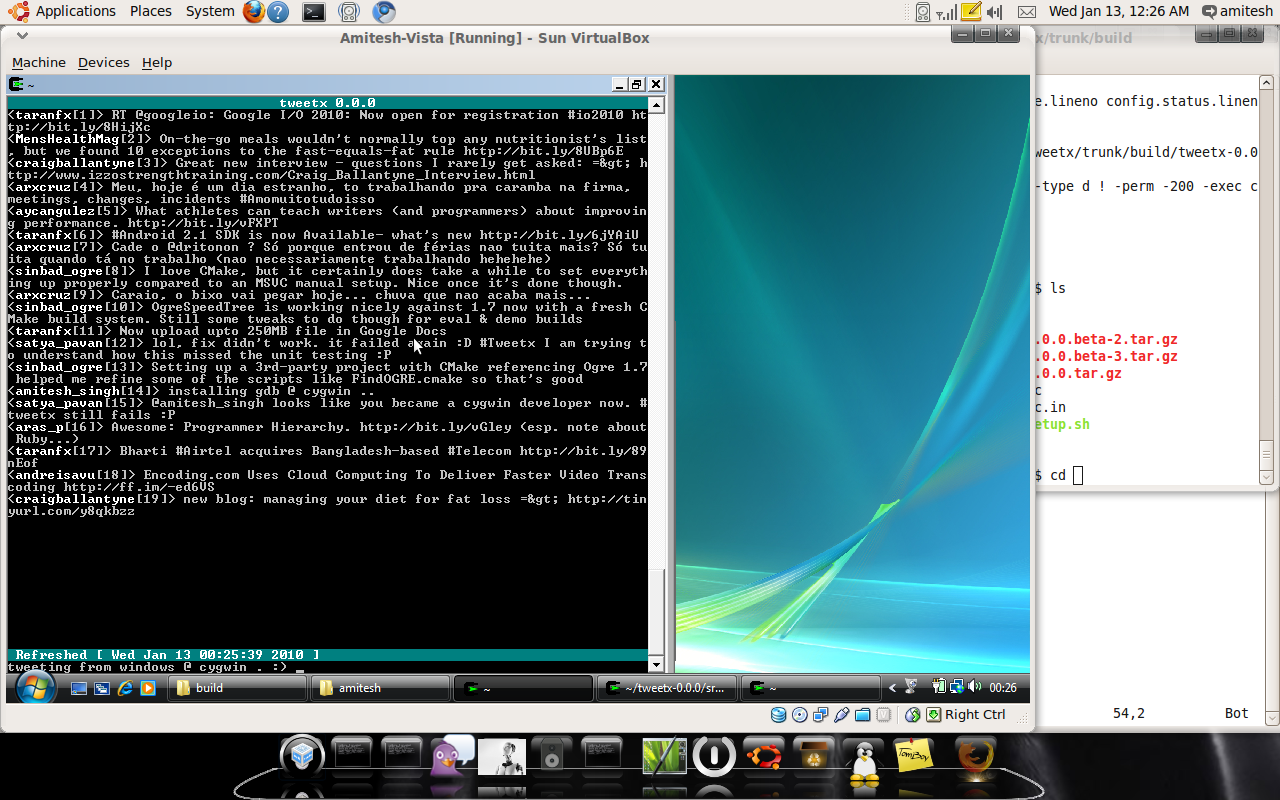 Applications Places System Wed Jan 13, 12:26 AM amitesh
Amitesh-Vista [Running] - Sun VirtualBox
Machine Devices Help
~
tweetx 0.0.0
<taranfx[1]> RT @googleio: Google I/O 2010: Now open for registration #io2010 ht
tp://bit.ly/8HijXc
<MensHealthMag[2]> On-the-go meals wouldn't normally top any nutritionist's list
, but we found 10 exceptions to the fast-equals-fat rule http://bit.ly/8UBp6E
<craigballantyne[3]> Great new interview - questions I rarely get asked: =&gt; h
ttp://www.izzostrengthtraining.com/Craig_Ballantyne_Interview.html
<arxcruz[4]> Meu, hoje é um dia estranho, to trabalhando pra caramba na firma,
meetings, changes, incidents #Amomuitotudoisso
<aycangulez[5]> What athletes can teach writers (and programmers) about improvin
g performance. http://bit.ly/vFXPT
<taranfx[6]> #Android 2.1 SDK is now Available- what's new http://bit.ly/6jYAiU
<arxcruz[7]> Cade o @dritonon ? Só porque entrou de férias nao tuita mais? Só tu
ita quando tá no trabalho (nao necessariamente trabalhando hehehehe)
<sinbad_ogre[8]> I love CMake, but it certainly does take a while to set everyth
ing up properly compared to an MSVC manual setup. Nice once it's done though.
<arxcruz[9]> Caraio, o bixo vai pegar hoje... chuva que nao acaba mais...
<sinbad_ogre[10]> OgreSpeedTree is working nicely against 1.7 now with a fresh C
Make build system. Still some tweaks to do though for eval & demo builds
<taranfx[11]> Now upload upto 250MB file in Google Docs
<satya_pavan[12]> lol, fix didn't work. it failed again :D #Tweetx I am trying t
o understand how this missed the unit testing :P
<sinbad_ogre[13]> Setting up a 3rd-party project with CMake referencing Ogre 1.7
helped me refine some of the scripts like FindOGRE.cmake so that's good
<amitesh_singh[14]> installing gdb @ cygwin ..
<satya_pavan[15]> @amitesh_singh looks like you became a cygwin developer now. #
tweetx still fails :P
<aras_p[16]> Awesome: Programmer Hierarchy. http://bit.ly/vGley (esp. note about
Ruby...)
<taranfx[17]> Bharti #Airtel acquires Bangladesh-based #Telecom http://bit.ly/89
nEof
<andreisavu[18]> Encoding.com Uses Cloud Computing To Deliver Faster Video Trans
coding http://ff.im/-ed6VS
<craigballantyne[19]> new blog: managing your diet for fat loss =&gt; http://tin
yurl.com/y8qkbzz
Refreshed [ Wed Jan 13 00:25:39 2010 ]
tweeting from windows @ cygwin . :) _
build amitesh ~ ~/tweetx-0.0.0/sr... ~ 00:26
Right Ctrl
x/trunk/build
e.lineno config.status.linen
weetx/trunk/build/tweetx-0.0
-type d ! -perm -200 -exec c
$ ls
.0.0.beta-2.tar.gz
.0.0.beta-3.tar.gz
.0.0.tar.gz
c
c.in
etup.sh
$ cd
54,2 Bot
TomBoy